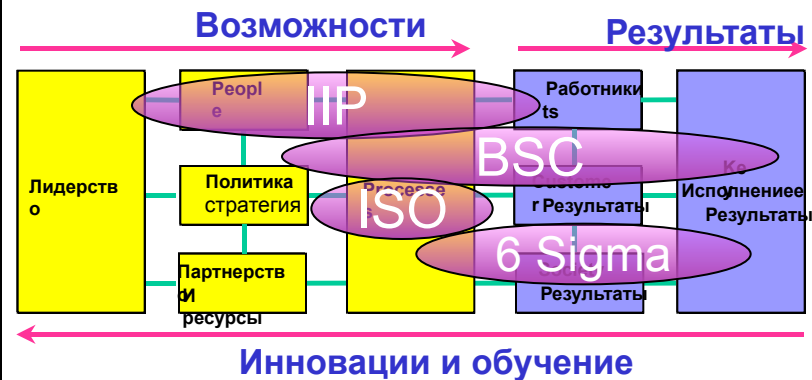 Возможности
Результаты
Peopl
e
IIP
Работники
ts
BSC
Лидерств
о
Политика
стратегия
Processe
s
ISO
Custome
r Результаты
Ke
y
Исполнениее
Результаты
6 Sigma
Партнерств
о
И
ресурсы
Society
Результаты
Инновации и обучение